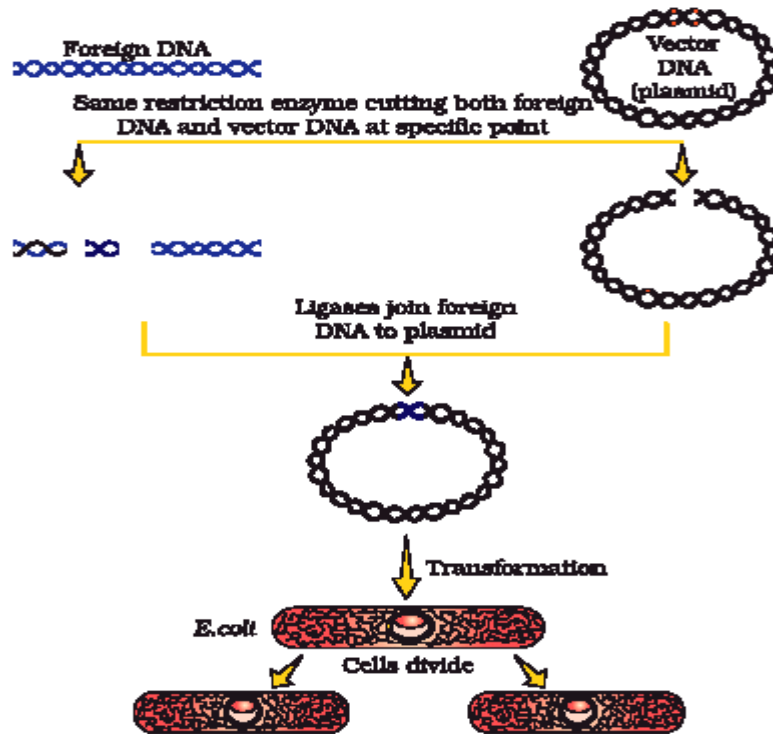 Foreign DNA
Vector
DNA
(plasmid)
Same restriction enzyme cutting both foreign
DNA and vector DNA at specific point
Ligases join foreign
DNA to plasmid
Transformation
E.coli
Cells divide